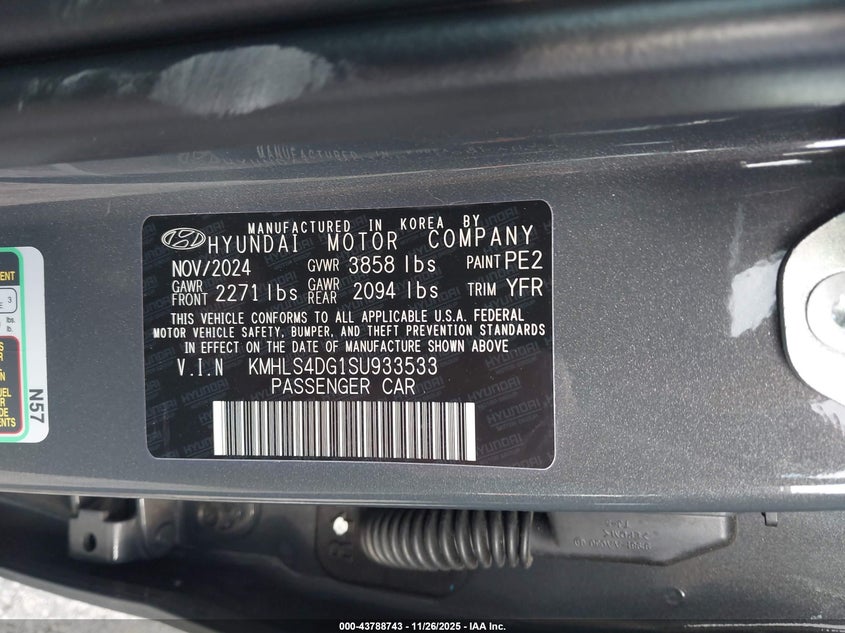 MANUFACTURED IN KOREA BY
HYUNDAI MOTOR COMPANY
NOV/2024 GVWR 3858 lbs PAINT PE2
GAWR FRONT 2271 lbs GAWR REAR 2094 lbs TRIM YFR
THIS VEHICLE CONFORMS TO ALL APPLICABLE U.S.A. FEDERAL
MOTOR VEHICLE SAFETY, BUMPER, AND THEFT PREVENTION STANDARDS
IN EFFECT ON THE DATE OF MANUFACTURE SHOWN ABOVE
V.I.N KMHLS4DG1SU933533
PASSENGER CAR
N57
000-43788743 / 11/26/2025 - IAA Inc.